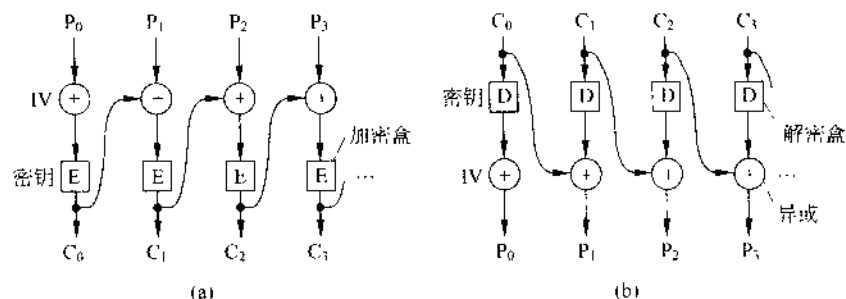 P₀ P₁ P₂ P₃
IV + − + +
加密盒
密钥 E E E E …
C₀ C₁ C₂ C₃
(a)
C₀ C₁ C₂ C₃
密钥 D D D D
解密盒
IV + + + + …
异或
P₀ P₁ P₂ P₃
(b)